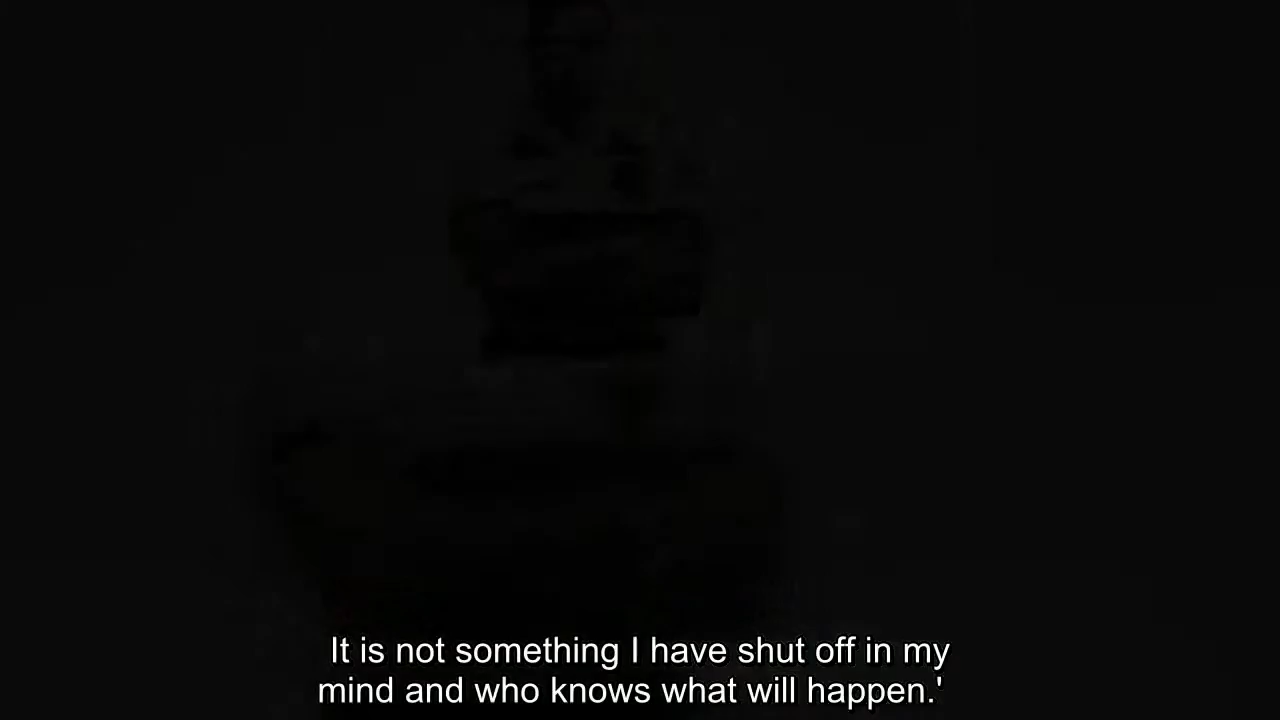 It is not something I have shut off in my
mind and who knows what will happen.'